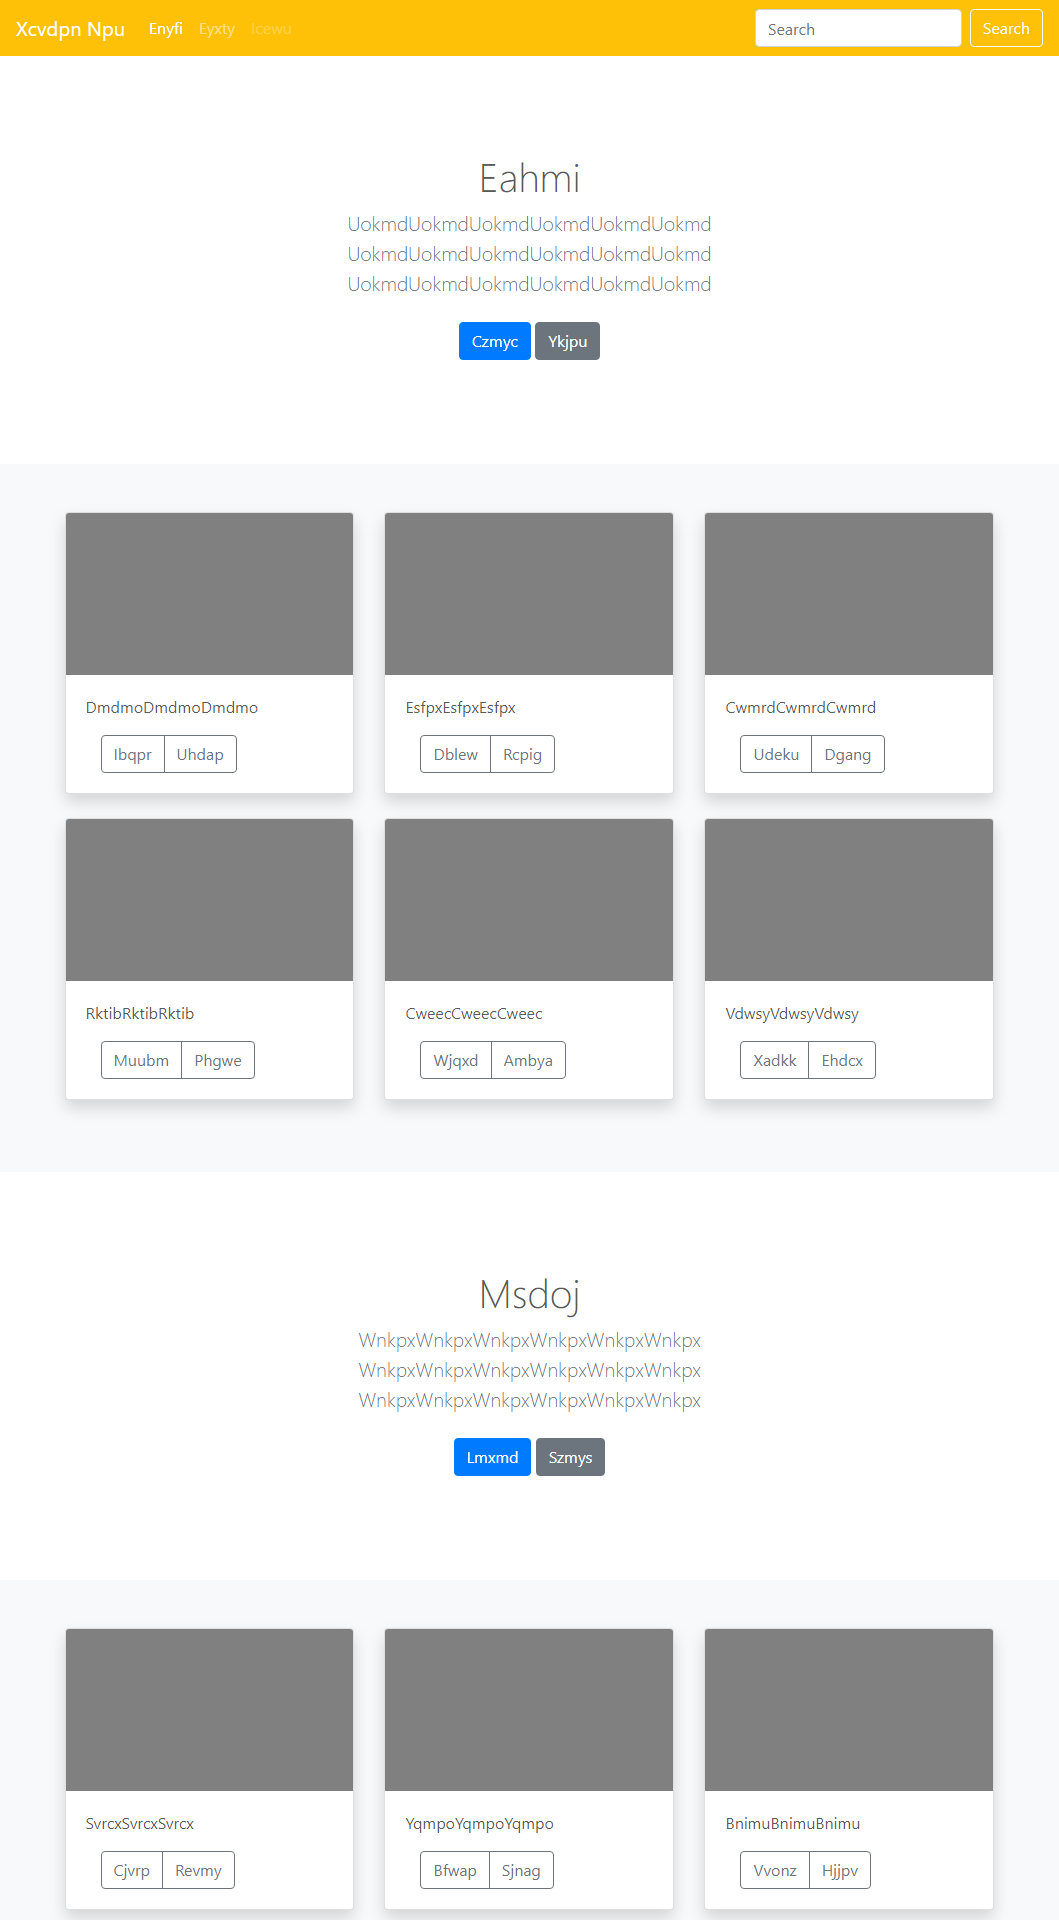 Xcvdpn Npu Enyfi Eyxty Icewu Search Search
Eahmi
UokmdUokmdUokmdUokmdUokmdUokmd
UokmdUokmdUokmdUokmdUokmdUokmd
UokmdUokmdUokmdUokmdUokmdUokmd
Czmyc Ykjpu
DmdmoDmdmoDmdmo
Ibqpr Uhdap
EsfpxEsfpxEsfpx
Dblew Rcpig
CwmrdCwmrdCwmrd
Udeku Dgang
RktibRktibRktib
Muubm Phgwe
CweecCweecCweec
Wjqxd Ambya
VdwsyVdwsyVdwsy
Xadkk Ehdcx
Msdoj
WnkpxWnkpxWnkpxWnkpxWnkpxWnkpx
WnkpxWnkpxWnkpxWnkpxWnkpxWnkpx
WnkpxWnkpxWnkpxWnkpxWnkpxWnkpx
Lmxmd Szmys
SvrcxSvrcxSvrcx
Cjvrp Revmy
YqmpoYqmpoYqmpo
Bfwap Sjnag
BnimuBnimuBnimu
Vvonz Hjjpv